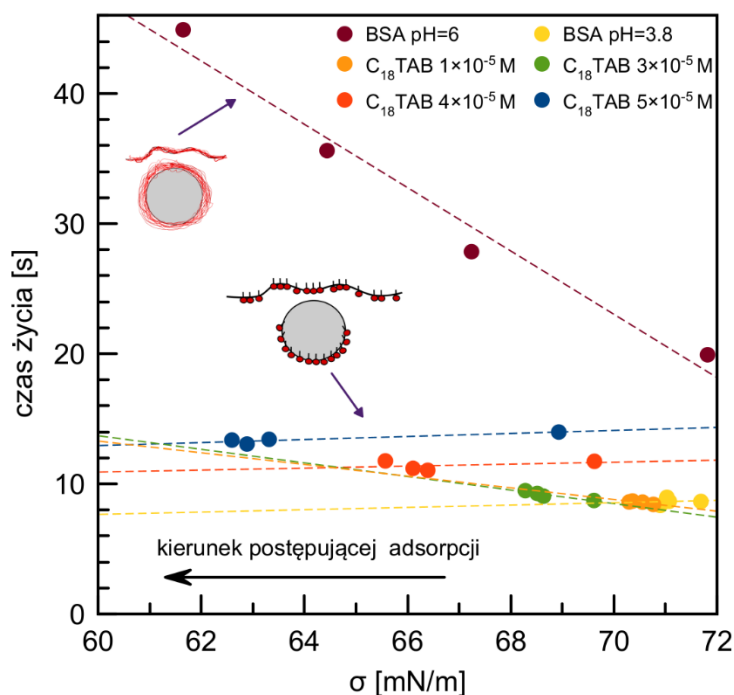 BSA pH=6
BSA pH=3.8
C₁₈TAB 1×10⁻⁵ M
C₁₈TAB 3×10⁻⁵ M
C₁₈TAB 4×10⁻⁵ M
C₁₈TAB 5×10⁻⁵ M
czas życia [s]
40
30
20
10
0
kierunek postępującej adsorpcji
60 62 64 66 68 70 72
σ [mN/m]